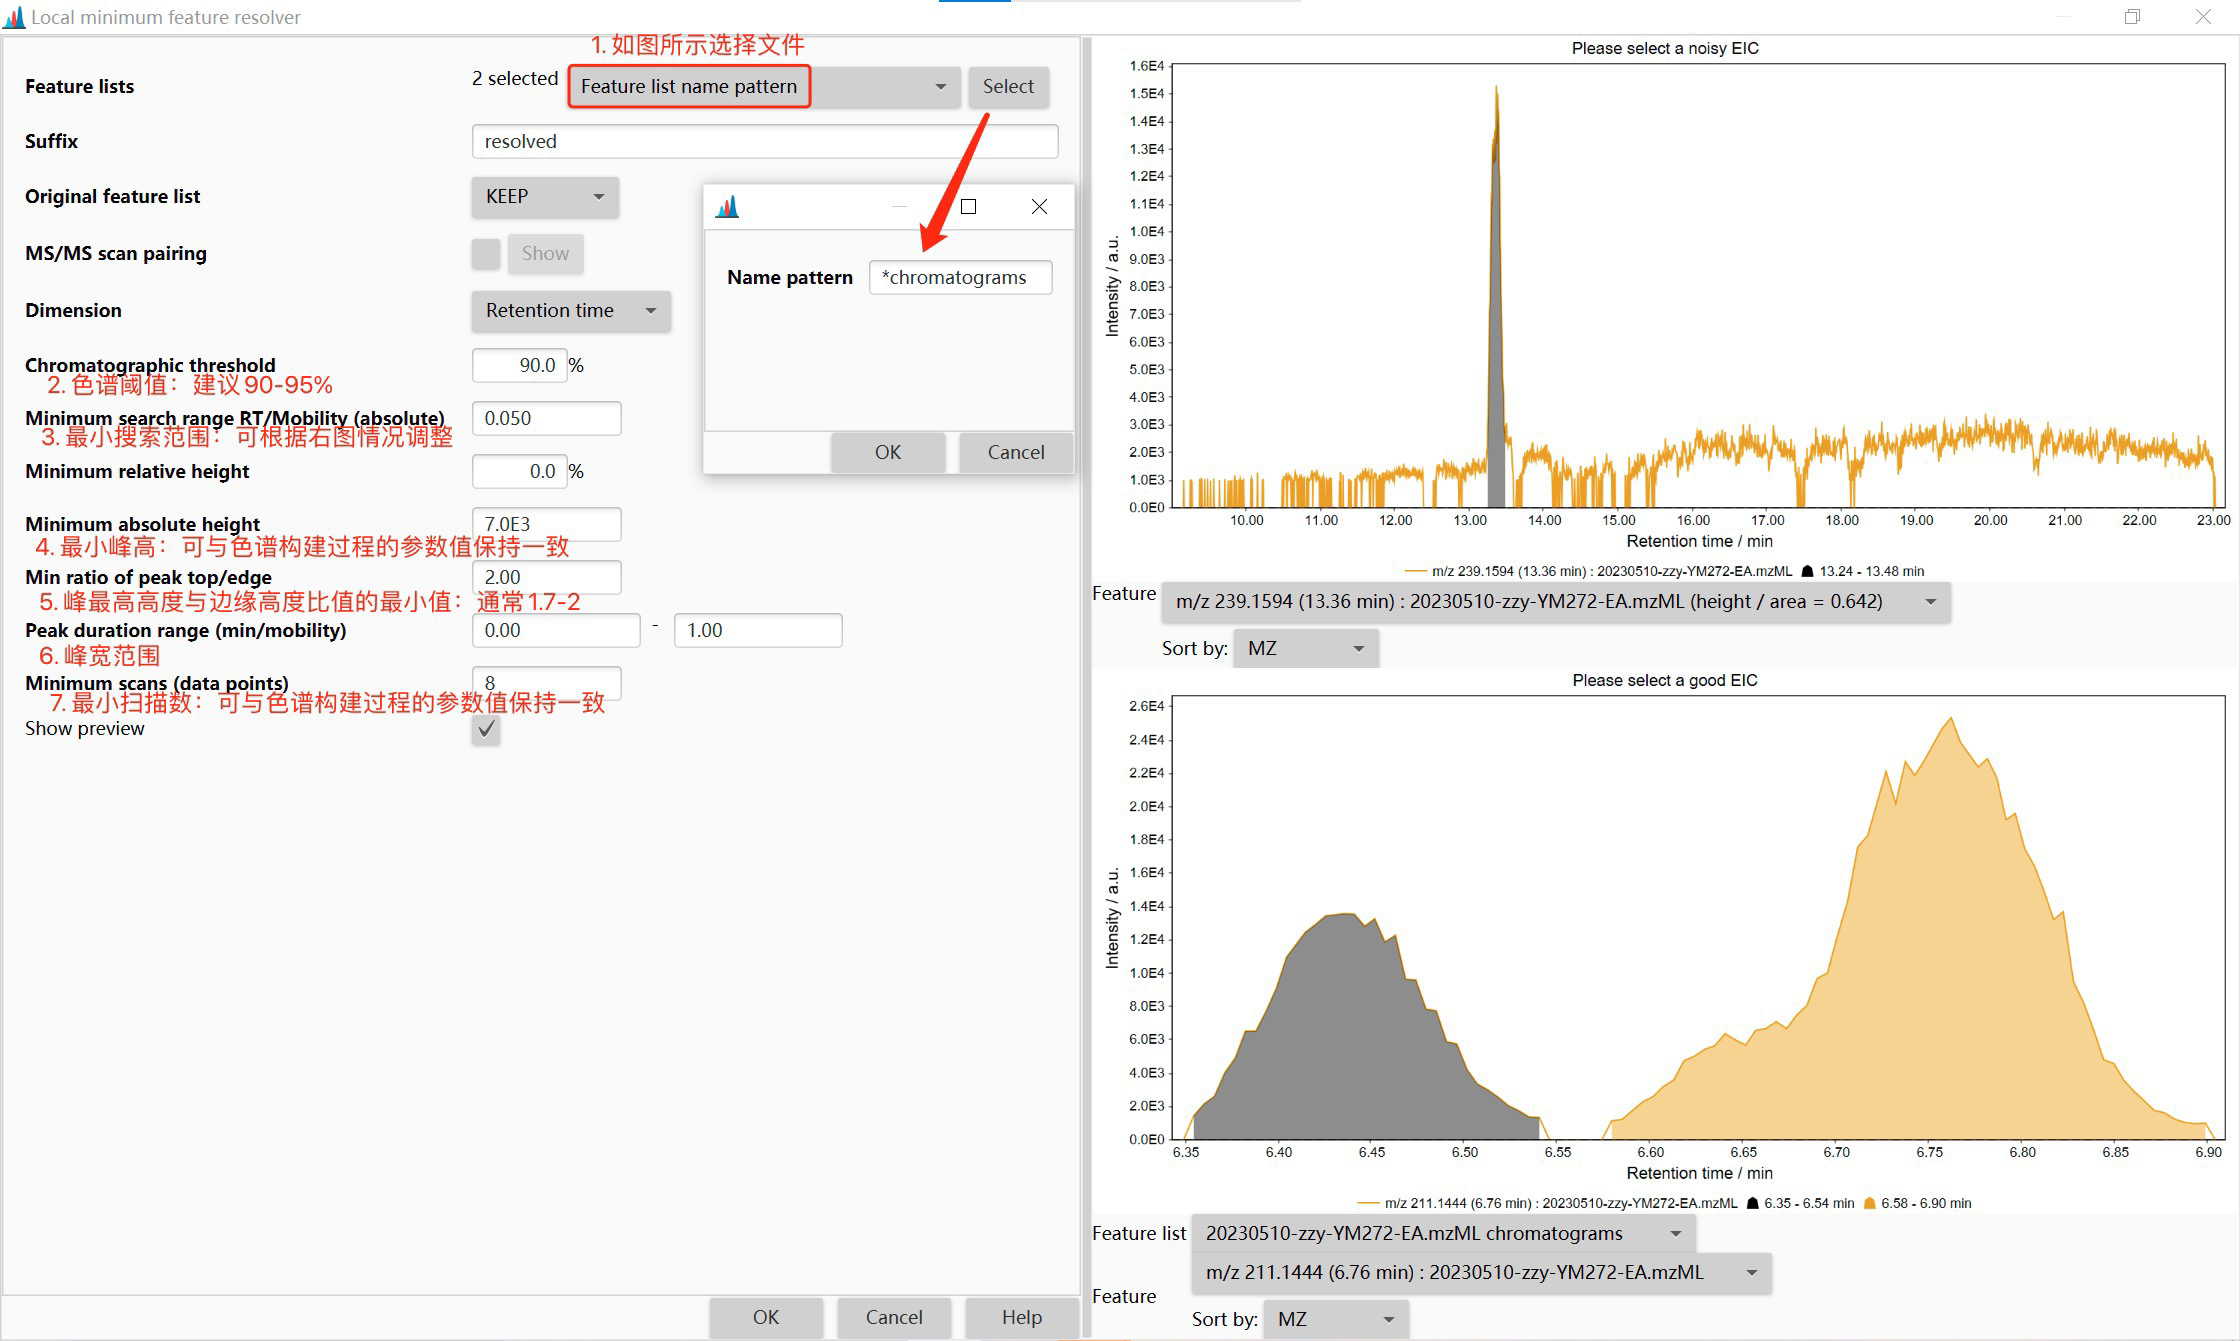 Local minimum feature resolver
1. 如图所示选择文件
Feature lists
2 selected
Feature list name pattern
Select
Suffix
resolved
Original feature list
KEEP
MS/MS scan pairing
Show
Dimension
Retention time
Name pattern
*chromatograms
OK
Cancel
Chromatographic threshold
90.0 %
2. 色谱阈值：建议90-95%
Minimum search range RT/Mobility (absolute)
0.050
3. 最小搜索范围：可根据右图情况调整
Minimum relative height
0.0 %
Minimum absolute height
7.0E3
4. 最小峰高：可与色谱构建过程的参数值保持一致
Min ratio of peak top/edge
2.00
5. 峰最高高度与边缘高度比值的最小值：通常1.7-2
Peak duration range (min/mobility)
0.00 - 1.00
6. 峰宽范围
Minimum scans (data points)
8
7. 最小扫描数：可与色谱构建过程的参数值保持一致
Show preview
OK
Cancel
Help
Please select a noisy EIC
Intensity / a.u.
1.6E4
1.5E4
1.4E4
1.3E4
1.2E4
1.1E4
1.0E4
9.0E3
8.0E3
7.0E3
6.0E3
5.0E3
4.0E3
3.0E3
2.0E3
1.0E3
0.0E0
10.00 11.00 12.00 13.00 14.00 15.00 16.00 17.00 18.00 19.00 20.00 21.00 22.00 23.00
Retention time / min
m/z 239.1594 (13.36 min) : 20230510-zzy-YM272-EA.mzML 13.24 - 13.48 min
Feature
m/z 239.1594 (13.36 min) : 20230510-zzy-YM272-EA.mzML (height / area = 0.642)
Sort by:
MZ
Please select a good EIC
Intensity / a.u.
2.6E4
2.4E4
2.2E4
2.0E4
1.8E4
1.6E4
1.4E4
1.2E4
1.0E4
8.0E3
6.0E3
4.0E3
2.0E3
0.0E0
6.35 6.40 6.45 6.50 6.55 6.60 6.65 6.70 6.75 6.80 6.85 6.90
Retention time / min
m/z 211.1444 (6.76 min) : 20230510-zzy-YM272-EA.mzML 6.35 - 6.54 min 6.58 - 6.90 min
Feature list
20230510-zzy-YM272-EA.mzML chromatograms
m/z 211.1444 (6.76 min) : 20230510-zzy-YM272-EA.mzML
Feature
Sort by:
MZ